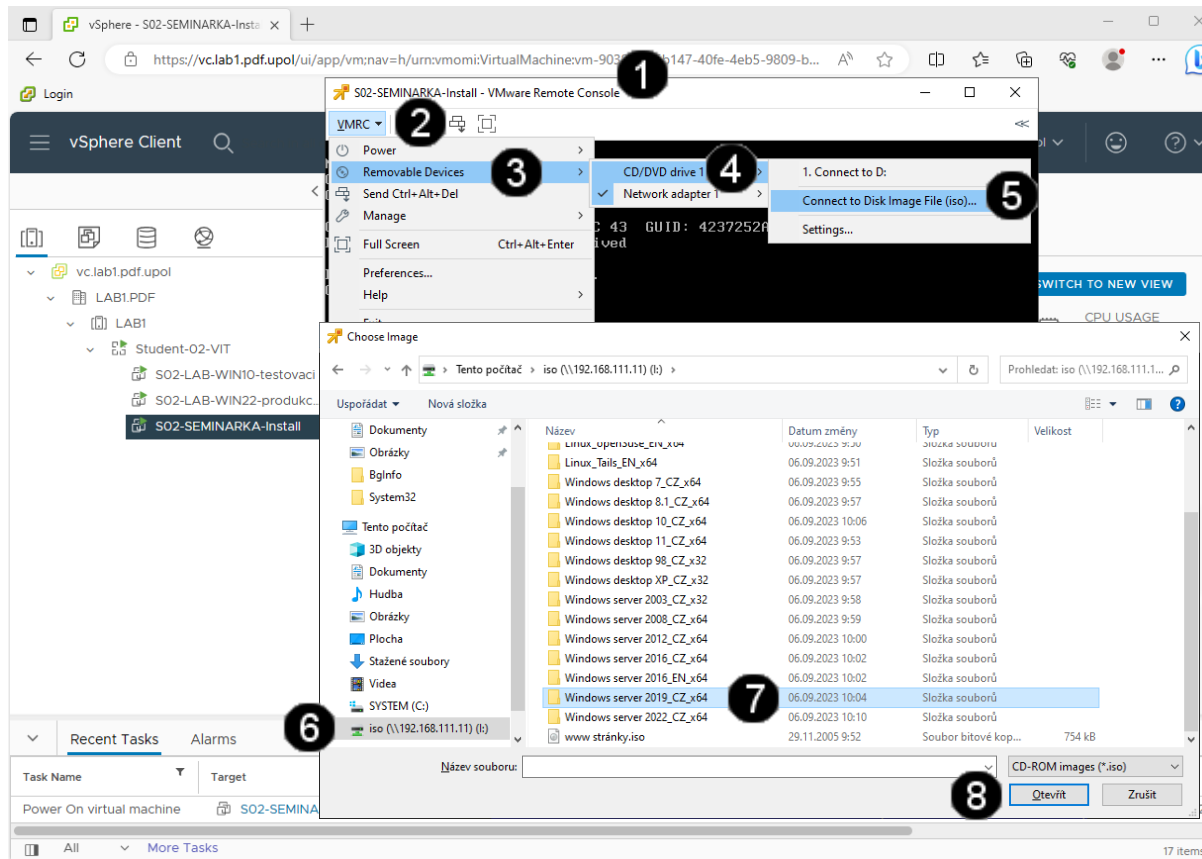 vSphere - S02-SEMINARKA-Insta
https://vc.lab1.pdf.upol/ui/app/vm;nav=h/urn:vmomi:VirtualMachine:vm-903 b147-40fe-4eb5-9809-b...
1
Login
S02-SEMINARKA-Install - VMware Remote Console
vSphere Client
VMRC
2
Power
Removable Devices
3
CD/DVD drive 1
4
1. Connect to D:
Send Ctrl+Alt+Del
Network adapter 1
Connect to Disk Image File (iso)...
5
Manage
C 43 GUID: 4237252A
Settings...
Full Screen Ctrl+Alt+Enter
Preferences...
Help
SWITCH TO NEW VIEW
CPU USAGE
vc.lab1.pdf.upol
LAB1.PDF
LAB1
Student-02-VIT
S02-LAB-WIN10-testovaci
S02-LAB-WIN22-produkc...
S02-SEMINARKA-Install
Choose Image
Tento počítač › iso (\\192.168.111.11) (I:) ›
Prohledat: iso (\\192.168.111.1...
Uspořádat Nová složka
Dokumenty
Obrázky
BgInfo
System32
Tento počítač
3D objekty
Dokumenty
Hudba
Obrázky
Plocha
Stažené soubory
Videa
SYSTEM (C:)
6
iso (\\192.168.111.11) (I:)
Název Datum změny Typ Velikost
Linux_openSuse_EN_x64 06.09.2023 9:50 Složka souborů
Linux_Tails_EN_x64 06.09.2023 9:51 Složka souborů
Windows desktop 7_CZ_x64 06.09.2023 9:55 Složka souborů
Windows desktop 8.1_CZ_x64 06.09.2023 9:57 Složka souborů
Windows desktop 10_CZ_x64 06.09.2023 10:06 Složka souborů
Windows desktop 11_CZ_x64 06.09.2023 9:53 Složka souborů
Windows desktop 98_CZ_x32 06.09.2023 9:57 Složka souborů
Windows desktop XP_CZ_x32 06.09.2023 9:57 Složka souborů
Windows server 2003_CZ_x32 06.09.2023 9:58 Složka souborů
Windows server 2008_CZ_x64 06.09.2023 9:59 Složka souborů
Windows server 2012_CZ_x64 06.09.2023 10:00 Složka souborů
Windows server 2016_CZ_x64 06.09.2023 10:02 Složka souborů
Windows server 2016_EN_x64 06.09.2023 10:02 Složka souborů
Windows server 2019_CZ_x64 7 06.09.2023 10:04 Složka souborů
Windows server 2022_CZ_x64 06.09.2023 10:10 Složka souborů
www stránky.iso 29.11.2005 9:52 Soubor bitové kop... 754 kB
Název souboru:
CD-ROM images (*.iso)
8
Otevřít Zrušit
Recent Tasks Alarms
Task Name Target
Power On virtual machine S02-SEMINA
All More Tasks
17 items